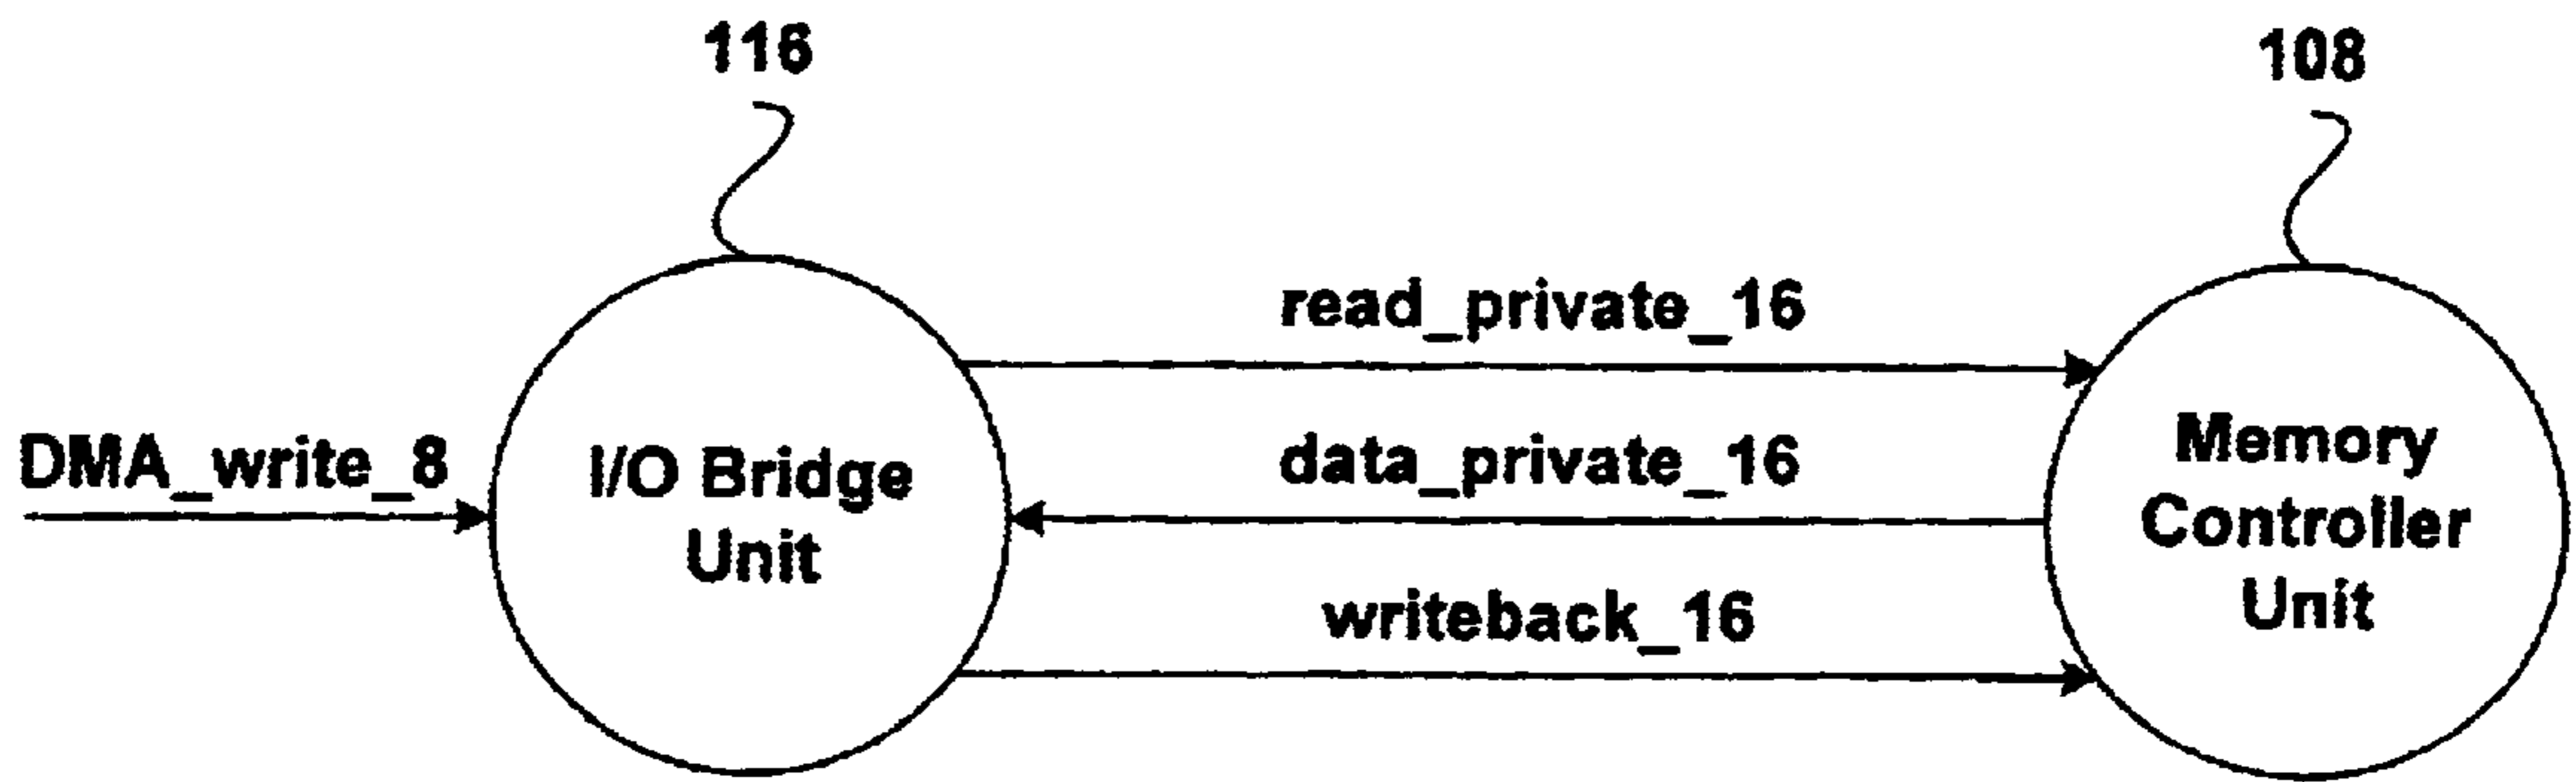 116
108
read_private_16
DMA_write_8
I/O Bridge
Unit
data_private_16
Memory
Controller
Unit
writeback_16